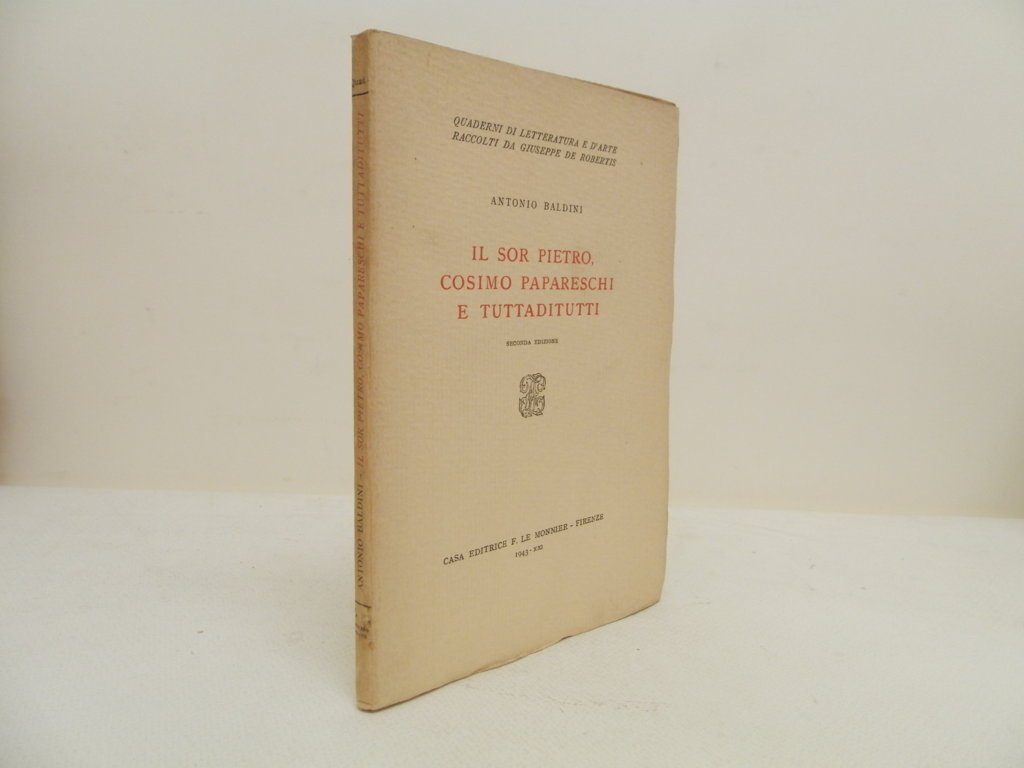 QUADERNI DI LETTERATURA E D'ARTE
RACCOLTI DA GIUSEPPE DE ROBERTIS
ANTONIO BALDINI
IL SOR PIETRO,
COSIMO PAPARESCHI
E TUTTADITUTTI
SECONDA EDIZIONE
CASA EDITRICE F. LE MONNIER - FIRENZE
1943 - XXI
ANTONIO BALDINI - IL SOR PIETRO, COSIMO PAPARESCHI E TUTTADITUTTI